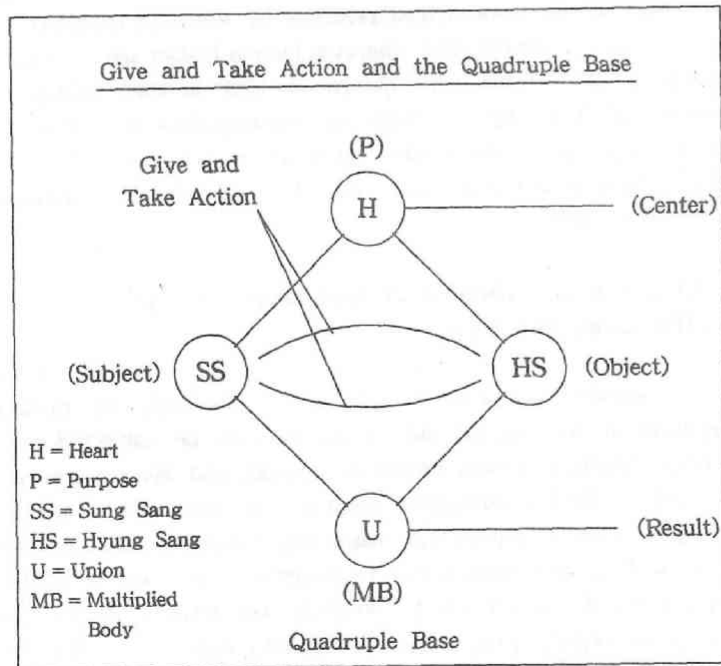 Give and Take Action and the Quadruple Base
(P)
Give and
Take Action
H
(Center)
(Subject)
SS
HS
(Object)
H = Heart
P = Purpose
SS = Sung Sang
HS = Hyung Sang
U = Union
MB = Multiplied
Body
U
(Result)
(MB)
Quadruple Base